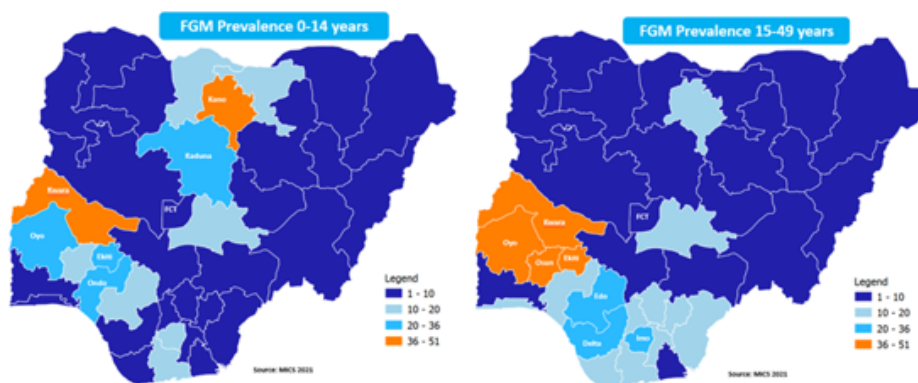 FGM Prevalence 0-14 years
Kano
Kaduna
Kwara
FCT
Oyo
Ekiti
Ondo
Legend
1 - 10
10 - 20
20 - 36
36 - 51
Source: MICS 2021
FGM Prevalence 15-49 years
Kwara
FCT
Oyo
Osun
Ekiti
Edo
Delta
Imo
Legend
1 - 10
10 - 20
20 - 36
36 - 51
Source: MICS 2021